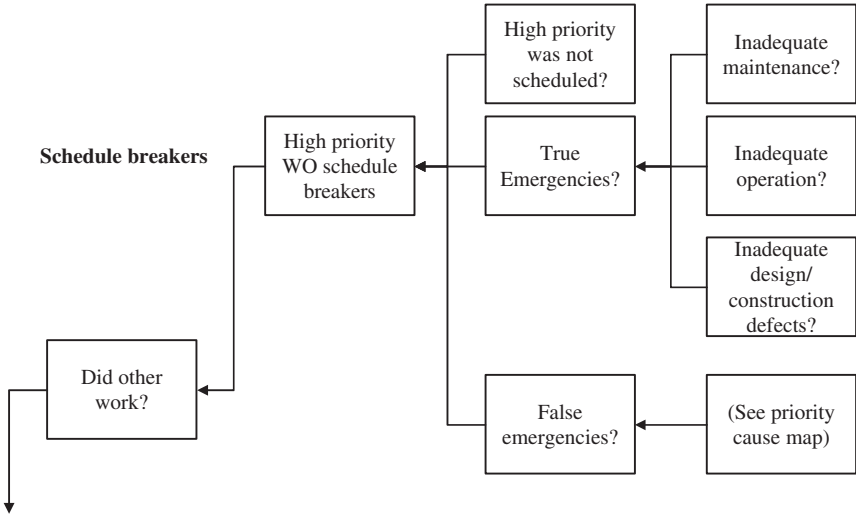 High priority
was not
scheduled?
Inadequate
maintenance?
Schedule breakers
High priority
WO schedule
breakers
True
Emergencies?
Inadequate
operation?
Inadequate
design/
construction
defects?
Did other
work?
False
emergencies?
(See priority
cause map)